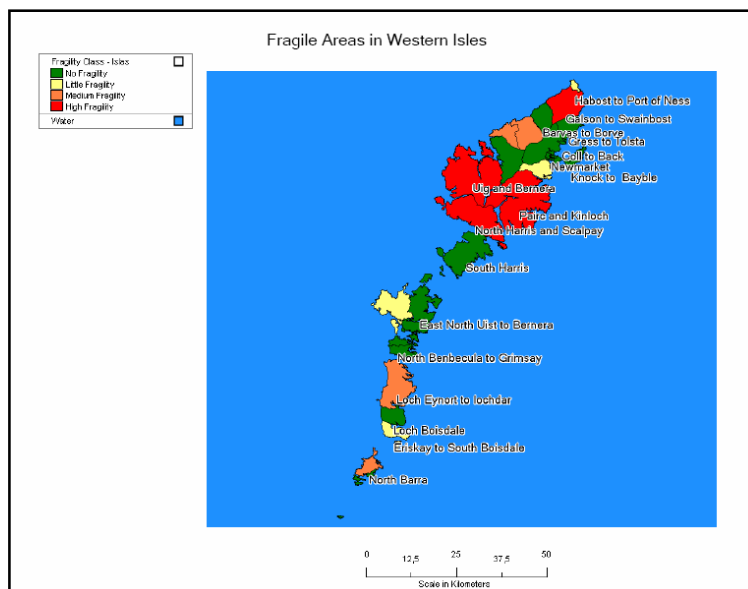 Fragile Areas in Western Isles
Fragility Class - Islas
No Fragility
Little Fragility
Medium Fragility
High Fragility
Water
Habost to Port of Ness
Galson to Swainbost
Barvas to Borve
Gress to Tolsta
Coll to Back
Newmarket
Knock to Bayble
Uig and Bernera
Pairc and Kinloch
North Harris and Scalpay
South Harris
East North Uist to Bernera
North Benbecula to Grimsay
Loch Eynort to Iochdar
Loch Boisdale
Eriskay to South Boisdale
North Barra
0 12,5 25 37,5 50
Scale in Kilometers